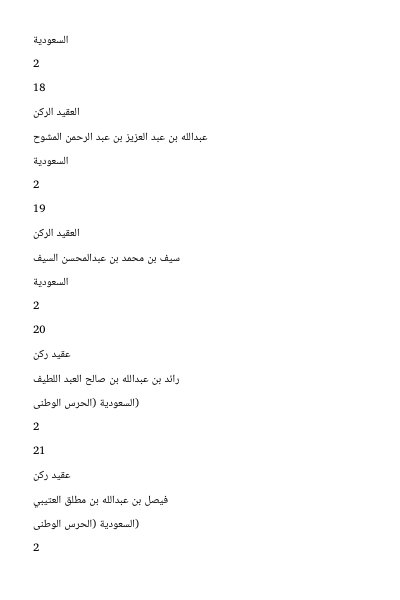 السعودية
2
18
العقيد الركن
عبدالله بن عبد العزيز بن عبد الرحمن المشوح
السعودية
2
19
العقيد الركن
سيف بن محمد بن عبدالمحسن السيف
السعودية
2
20
عقيد ركن
رائد بن عبدالله بن صالح العبد اللطيف
السعودية (الحرس الوطنى)
2
21
عقيد ركن
فيصل بن عبدالله بن مطلق العتيبي
السعودية (الحرس الوطنى)
2